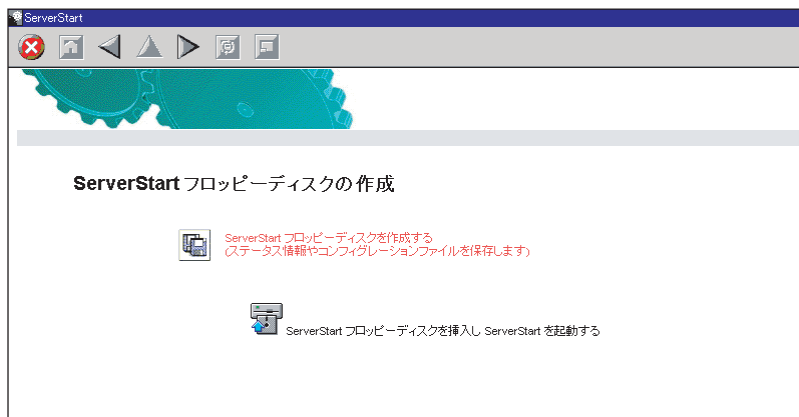 ServerStart
ServerStart フロッピーディスクの作成
ServerStart フロッピーディスクを作成する
(ステータス情報やコンフィグレーションファイルを保存します)
ServerStart フロッピーディスクを挿入し ServerStart を起動する